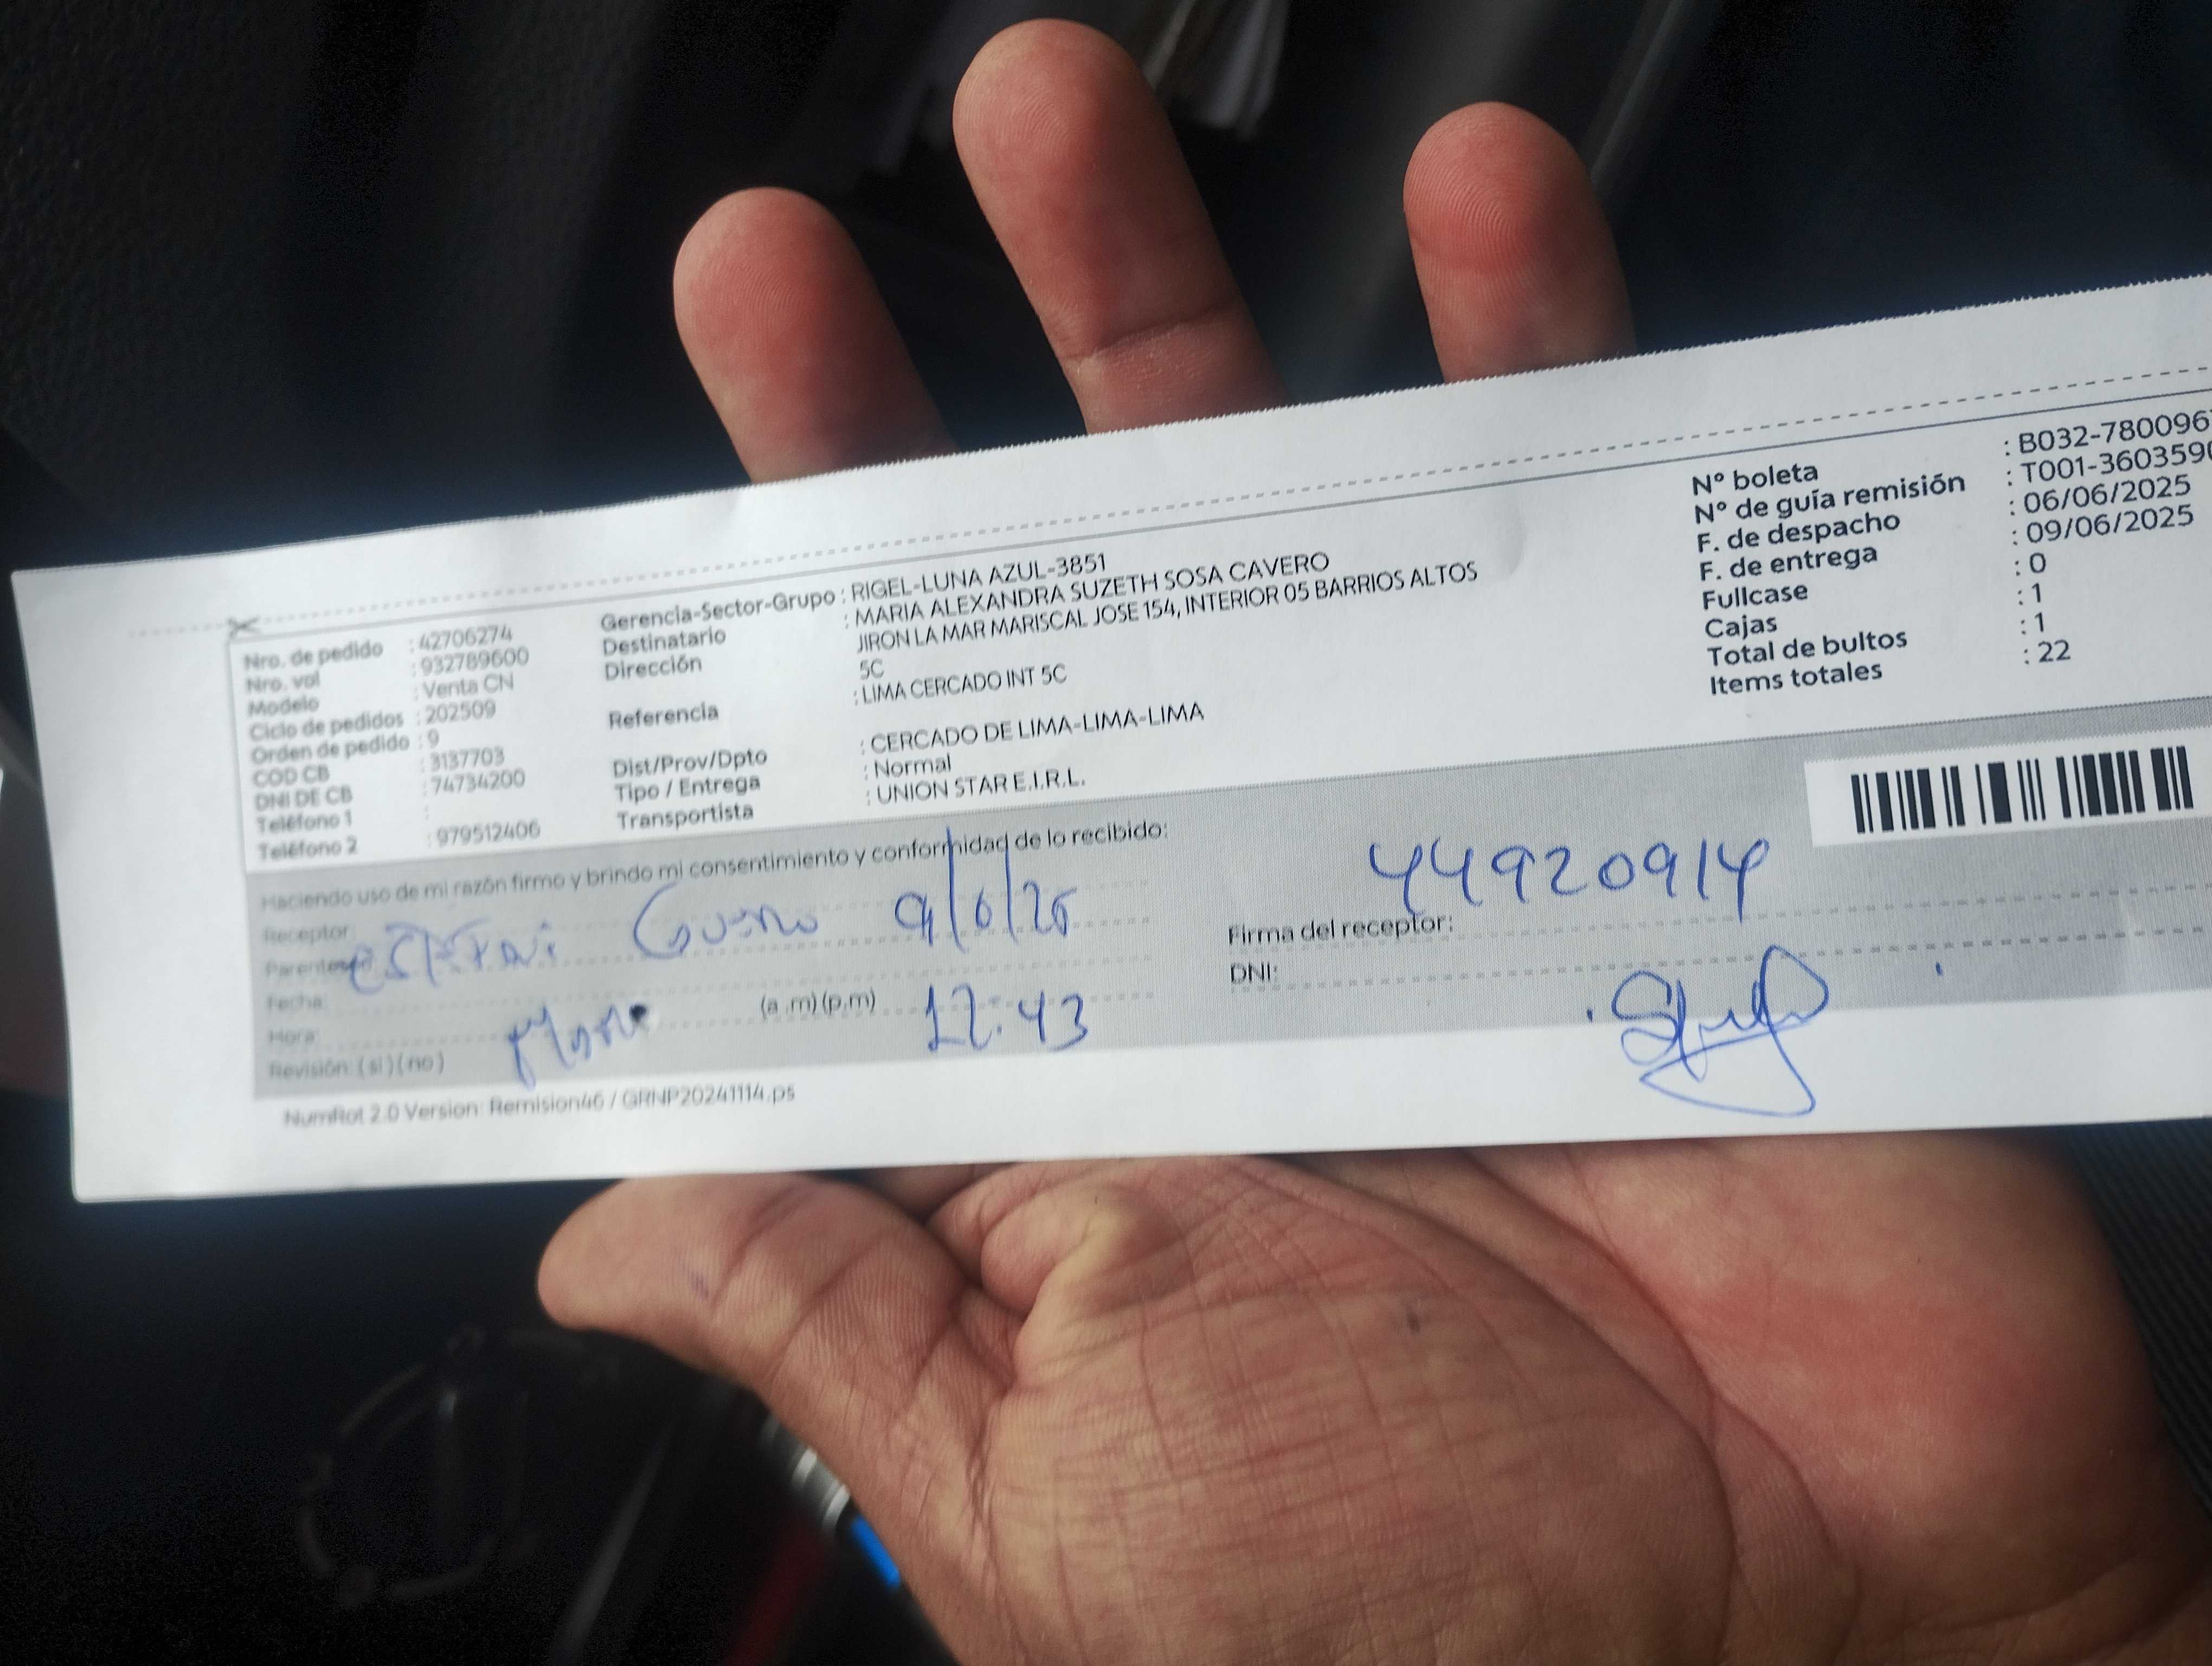 Nro. de pedido : 42706274
Nro. vol : 932789600
Modelo : Venta CN
Ciclo de pedidos : 202509
Orden de pedido : 9
COD CB : 3137703
DNI DE CB : 74734200
Teléfono 1 :
Teléfono 2 : 979512406
Gerencia-Sector-Grupo : RIGEL-LUNA AZUL-3851
Destinatario : MARIA ALEXANDRA SUZETH SOSA CAVERO
Dirección JIRON LA MAR MARISCAL JOSE 154, INTERIOR 05 BARRIOS ALTOS
5C
Referencia : LIMA CERCADO INT 5C
Dist/Prov/Dpto : CERCADO DE LIMA-LIMA-LIMA
Tipo / Entrega : Normal
Transportista : UNION STAR E.I.R.L.
Nº boleta : B032-780096
Nº de guía remisión : T001-360359
F. de despacho : 06/06/2025
F. de entrega : 09/06/2025
Fullcase : 0
Cajas : 1
Total de bultos : 1
Items totales : 22
Haciendo uso de mi razón firmo y brindo mi consentimiento y conformidad de lo recibido:
Receptor:
Parentesco:
9/6/25
Fecha:
Hora: (a.m) (p.m) 12:43
Revisión: (si) (no)
44920914
Firma del receptor:
DNI:
NumRot 2.0 Version: Remision46 / GRNP20241114.ps